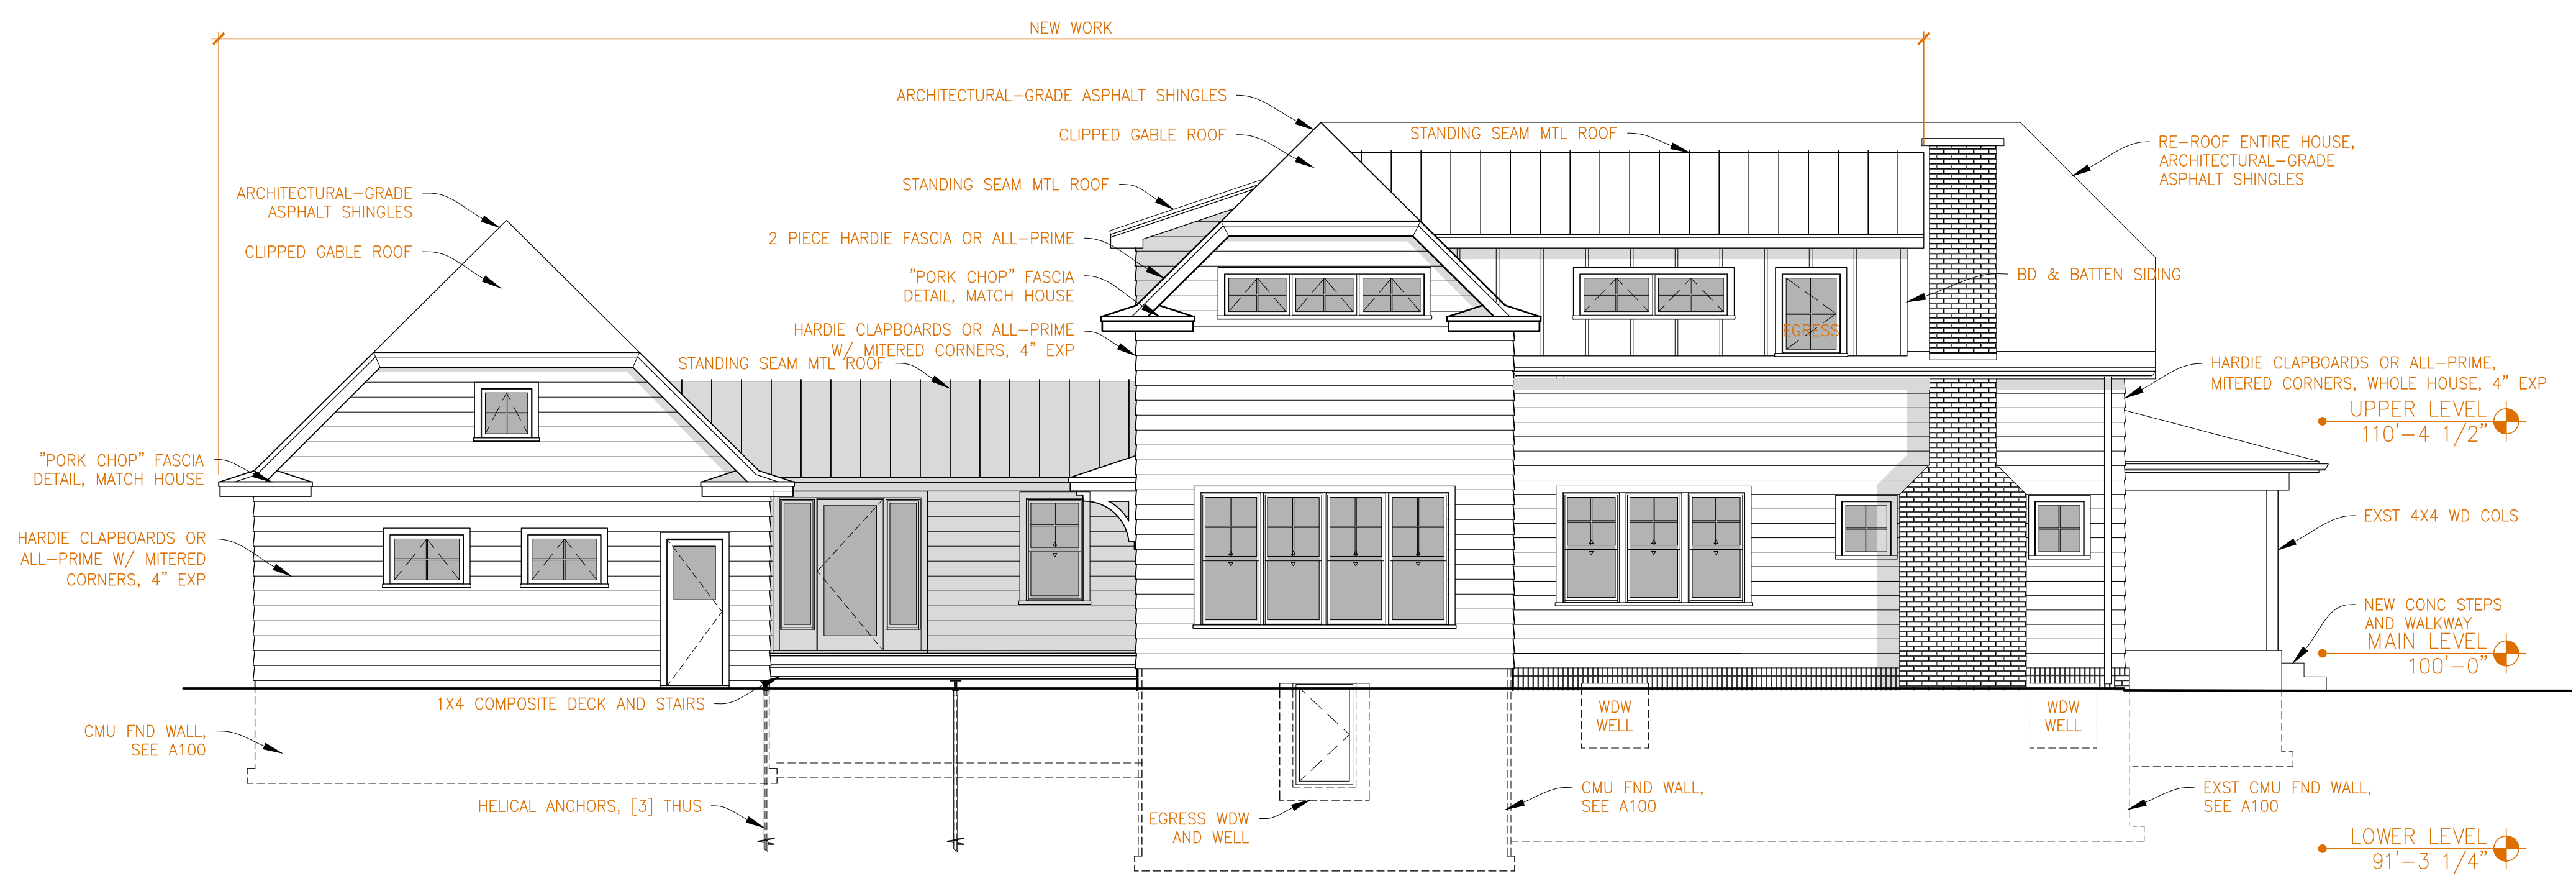 NEW WORK
ARCHITECTURAL-GRADE ASPHALT SHINGLES
CLIPPED GABLE ROOF
STANDING SEAM MTL ROOF
STANDING SEAM MTL ROOF
RE-ROOF ENTIRE HOUSE,
ARCHITECTURAL-GRADE
ASPHALT SHINGLES
ARCHITECTURAL-GRADE
ASPHALT SHINGLES
CLIPPED GABLE ROOF
2 PIECE HARDIE FASCIA OR ALL-PRIME
"PORK CHOP" FASCIA
DETAIL, MATCH HOUSE
BD & BATTEN SIDING
EGRESS
HARDIE CLAPBOARDS OR ALL-PRIME
W/ MITERED CORNERS, 4" EXP
STANDING SEAM MTL ROOF
HARDIE CLAPBOARDS OR ALL-PRIME,
MITERED CORNERS, WHOLE HOUSE, 4" EXP
UPPER LEVEL
110'-4 1/2"
"PORK CHOP" FASCIA
DETAIL, MATCH HOUSE
HARDIE CLAPBOARDS OR
ALL-PRIME W/ MITERED
CORNERS, 4" EXP
EXST 4X4 WD COLS
NEW CONC STEPS
AND WALKWAY
MAIN LEVEL
100'-0"
1X4 COMPOSITE DECK AND STAIRS
WDW
WELL
WDW
WELL
CMU FND WALL,
SEE A100
HELICAL ANCHORS, [3] THUS
EGRESS WDW
AND WELL
CMU FND WALL,
SEE A100
EXST CMU FND WALL,
SEE A100
LOWER LEVEL
91'-3 1/4"